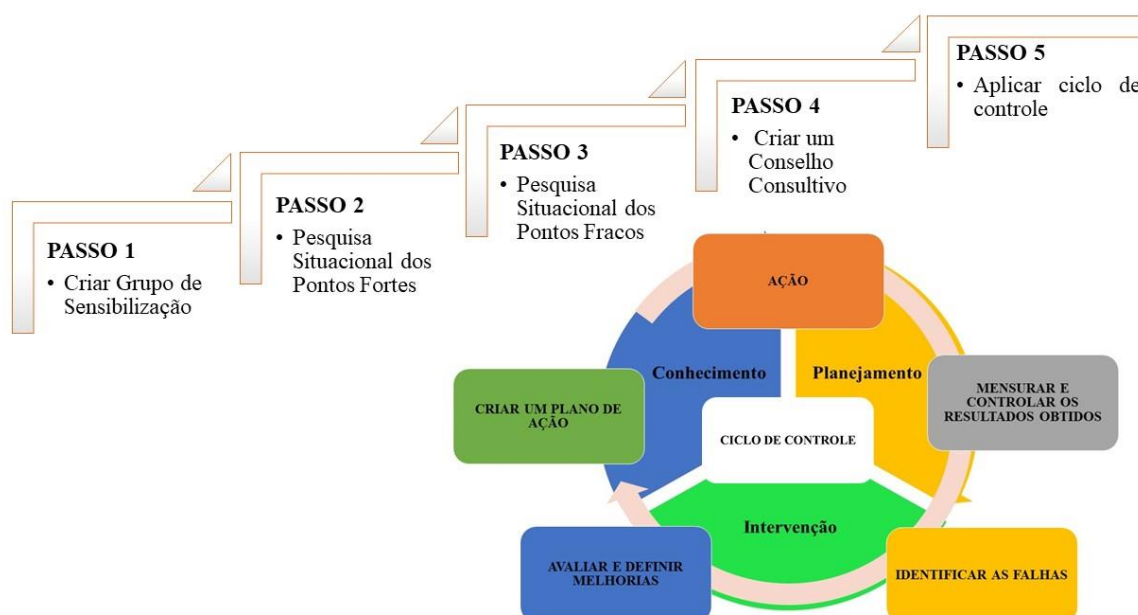 PASSO 1
• Criar Grupo de
Sensibilização
PASSO 2
• Pesquisa
Situacional dos
Pontos Fortes
PASSO 3
• Pesquisa
Situacional dos
Pontos Fracos
PASSO 4
• Criar um
Conselho
Consultivo
PASSO 5
• Aplicar ciclo de
controle
AÇÃO
Conhecimento
Planejamento
MENSURAR E
CONTROLAR OS
RESULTADOS OBTIDOS
CRIAR UM PLANO DE
AÇÃO
CICLO DE CONTROLE
Intervenção
AVALIAR E DEFINIR
MELHORIAS
IDENTIFICAR AS FALHAS